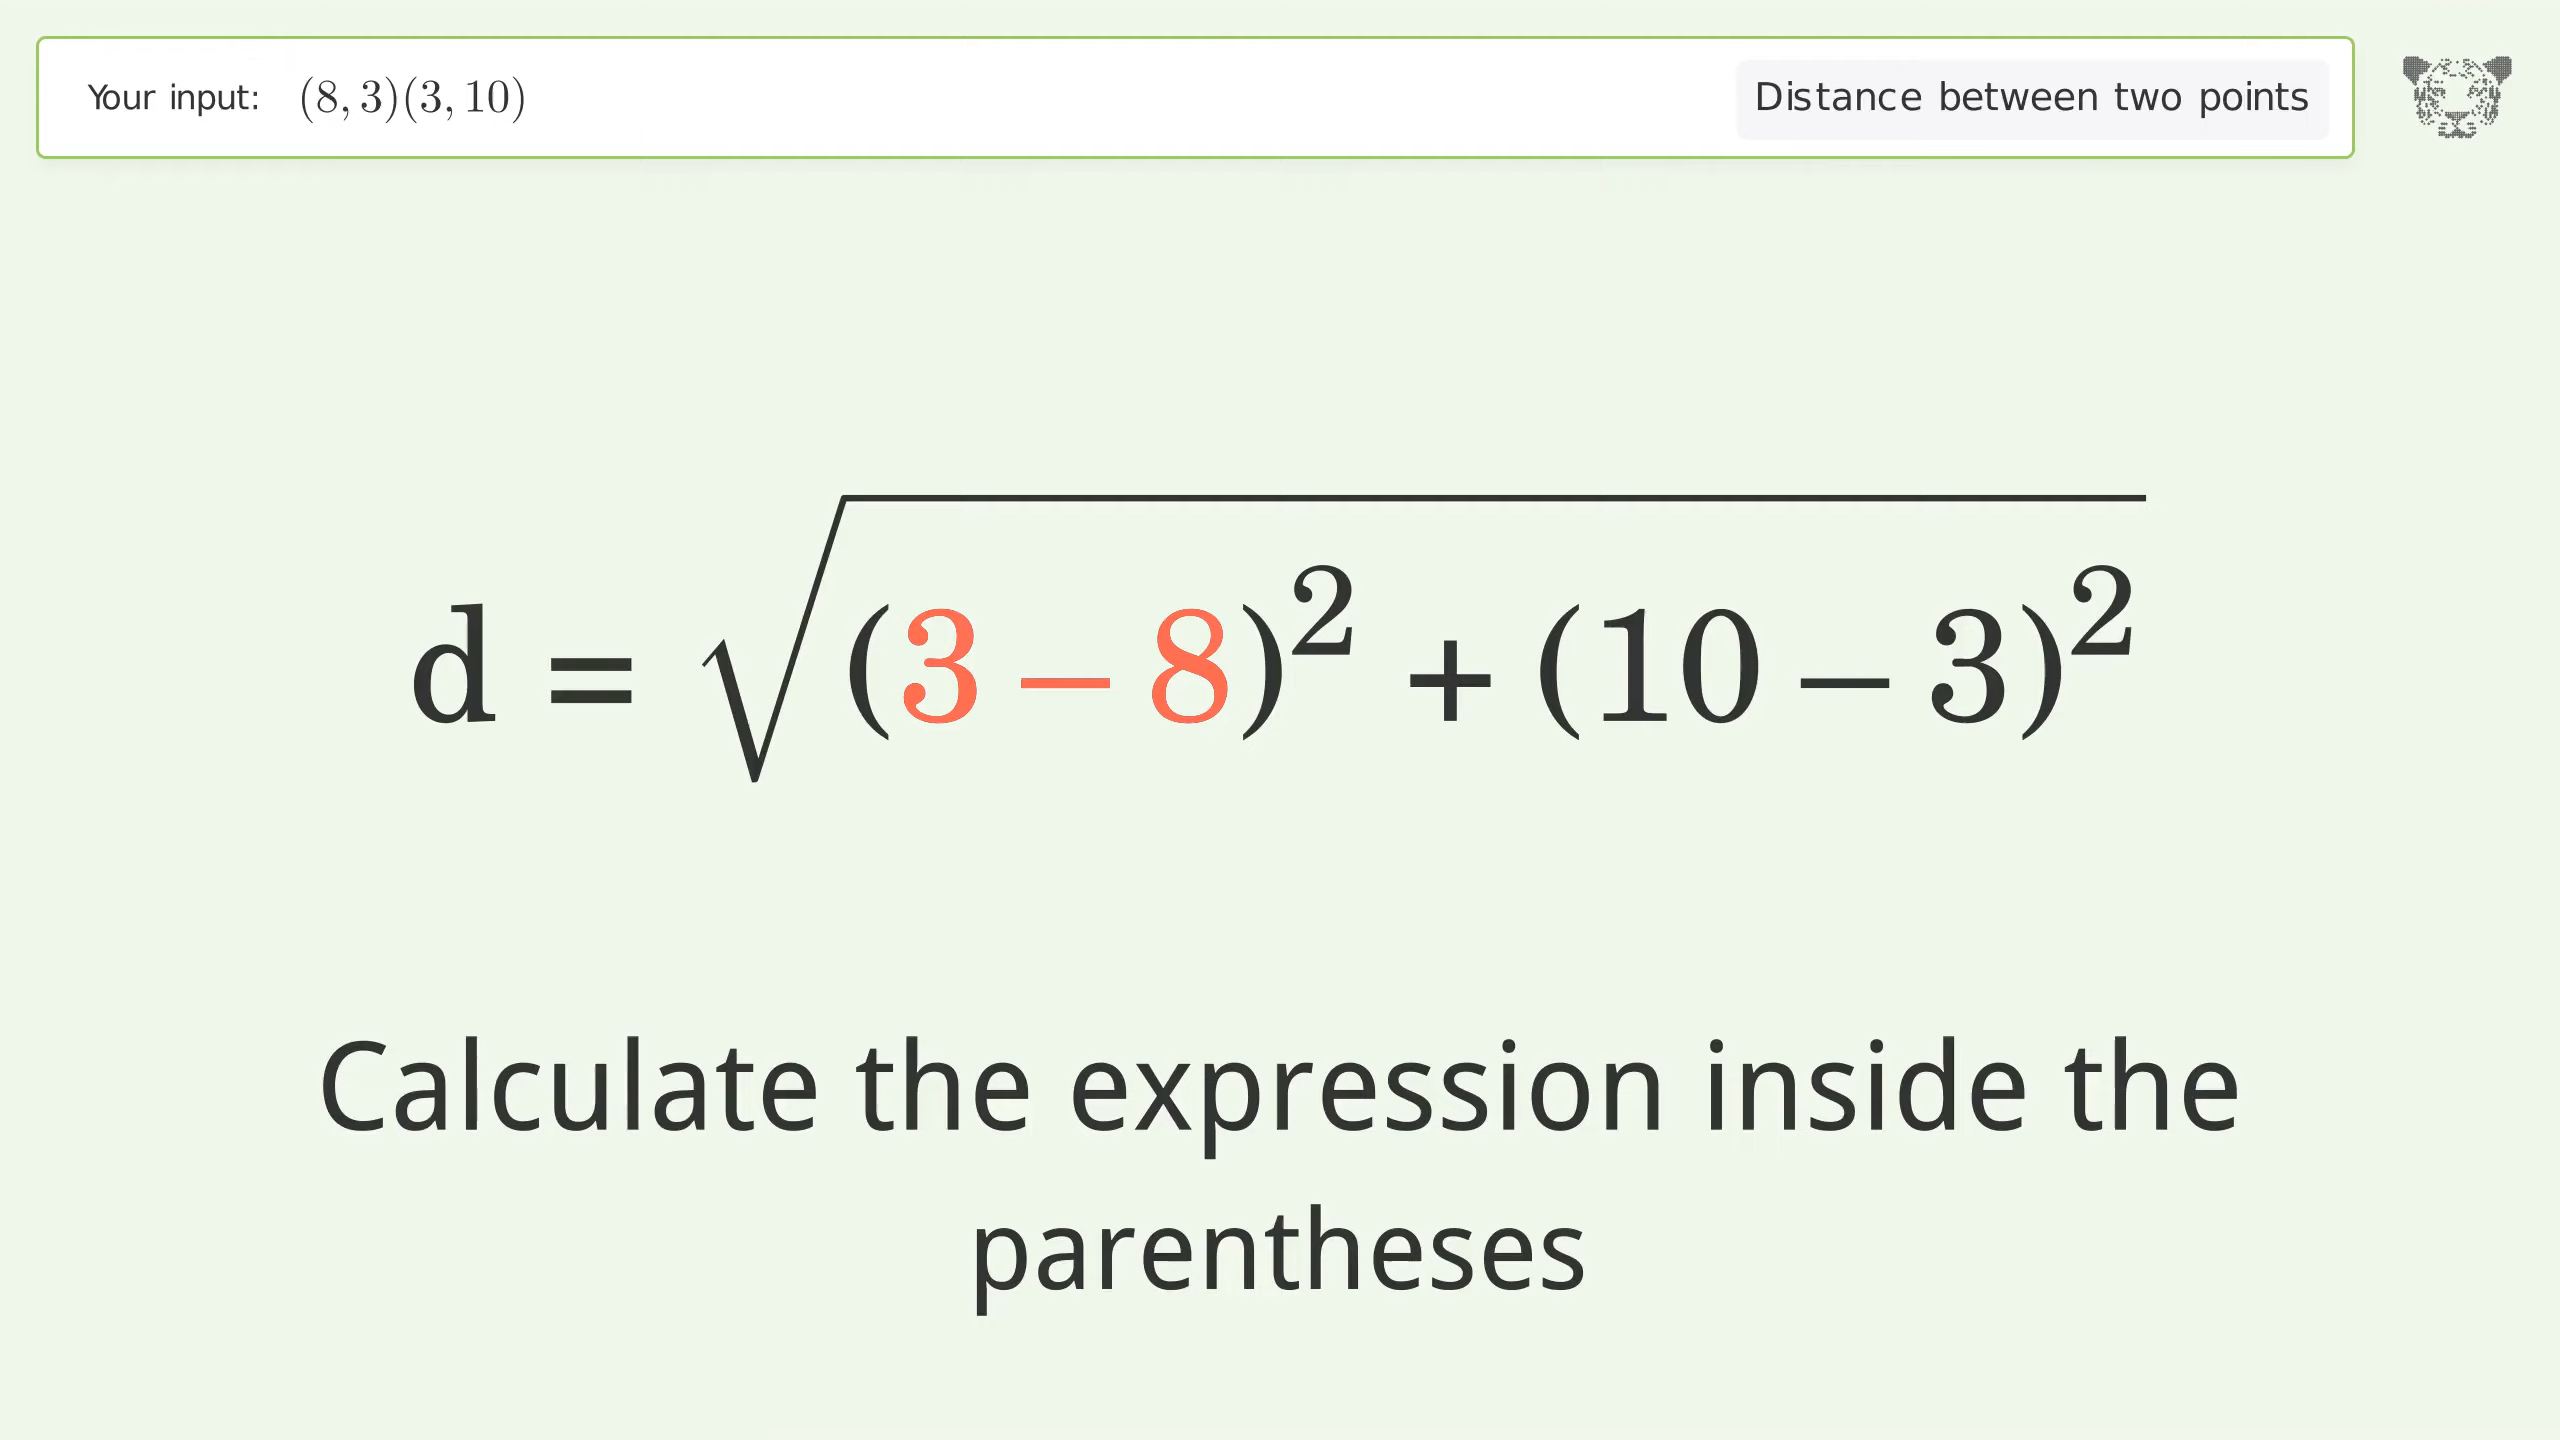 Your input: (8, 3)(3, 10)
Distance between two points
d = √((3 – 8)² + (10 – 3)²)
Calculate the expression inside the
parentheses